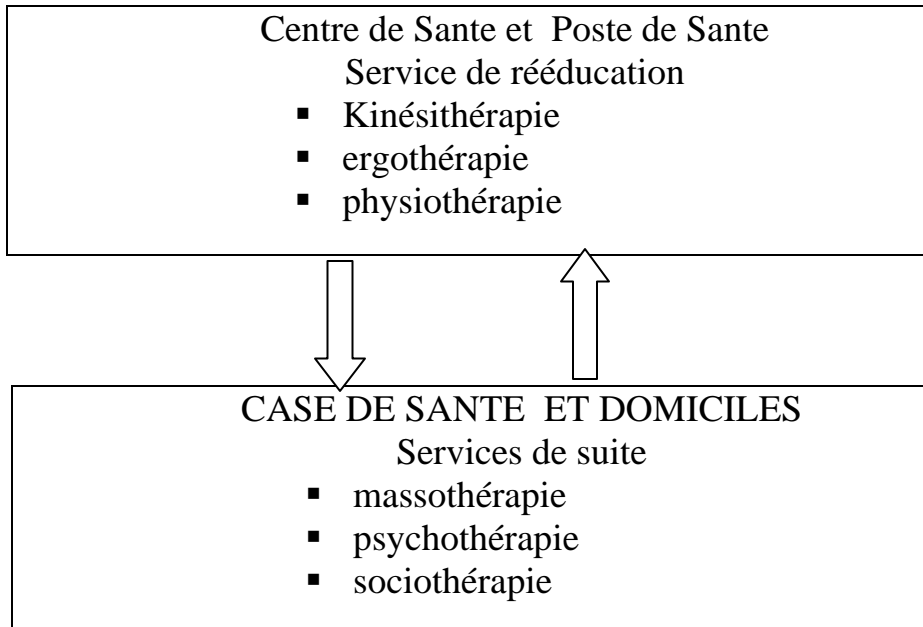 Centre de Sante et Poste de Sante
Service de rééducation
▪ Kinésithérapie
▪ ergothérapie
▪ physiothérapie
CASE DE SANTE ET DOMICILES
Services de suite
▪ massothérapie
▪ psychothérapie
▪ sociothérapie